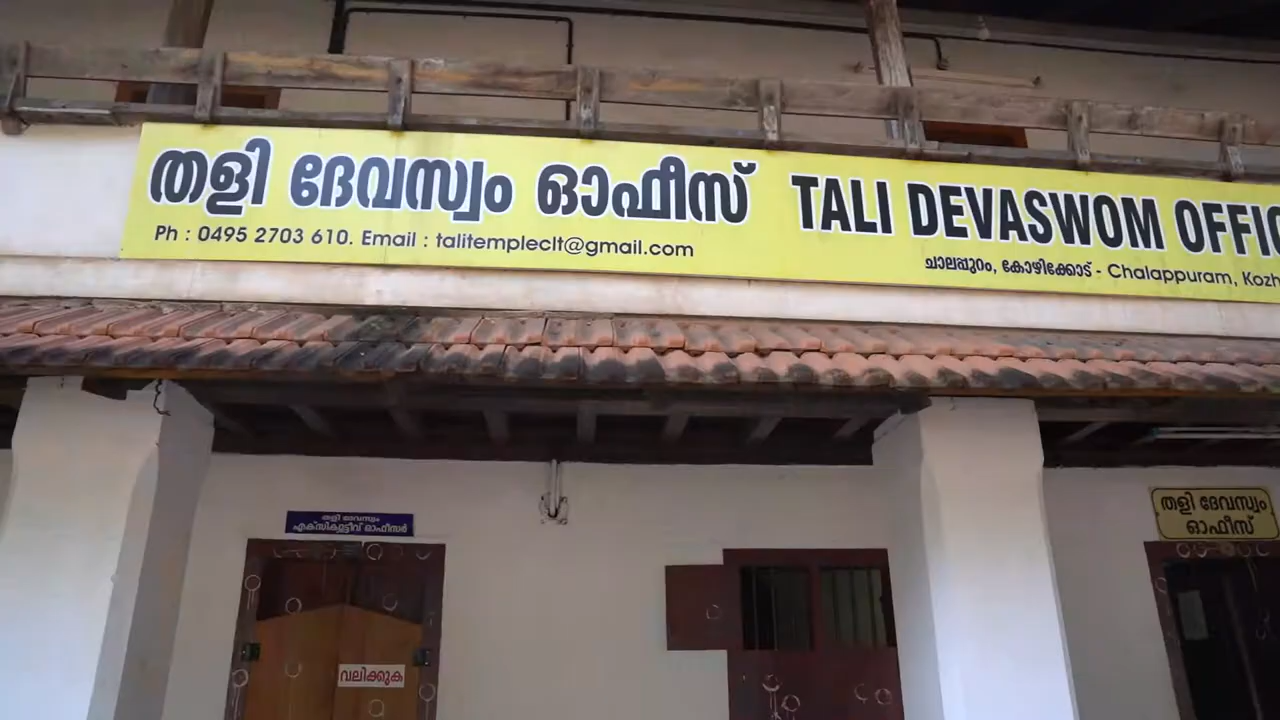 തളി ദേവസ്വം ഓഫീസ് TALI DEVASWOM OFFIC
Ph : 0495 2703 610. Email : talitempleclt@gmail.com
ചാലപ്പുറം, കോഴിക്കോട് - Chalappuram, Kozh
തളി ദേവസ്വം
എക്സിക്യുട്ടീവ് ഓഫീസർ
തളി ദേവസ്വം
ഓഫീസ്
വലിക്കുക